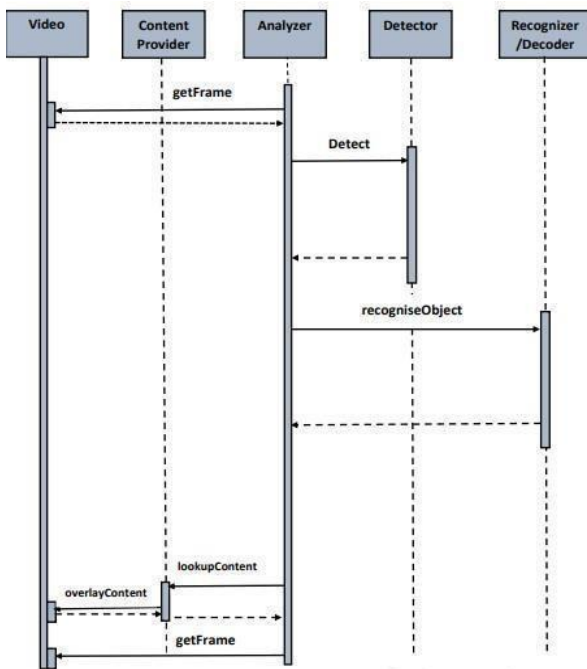 Video
Content
Provider
Analyzer
Detector
Recognizer
/Decoder
getFrame
Detect
recogniseObject
lookupContent
overlayContent
getFrame